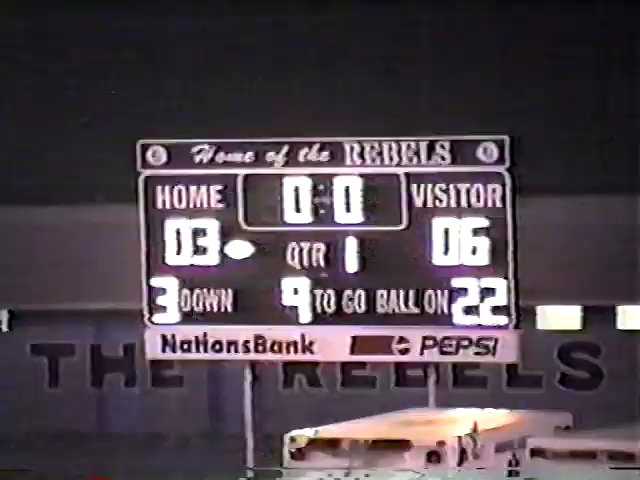 Home of the REBELS
HOME 0:0 VISITOR
03 QTR 1 06
3 DOWN 9 TO GO BALL ON 22
NationsBank PEPSI
THE REBELS